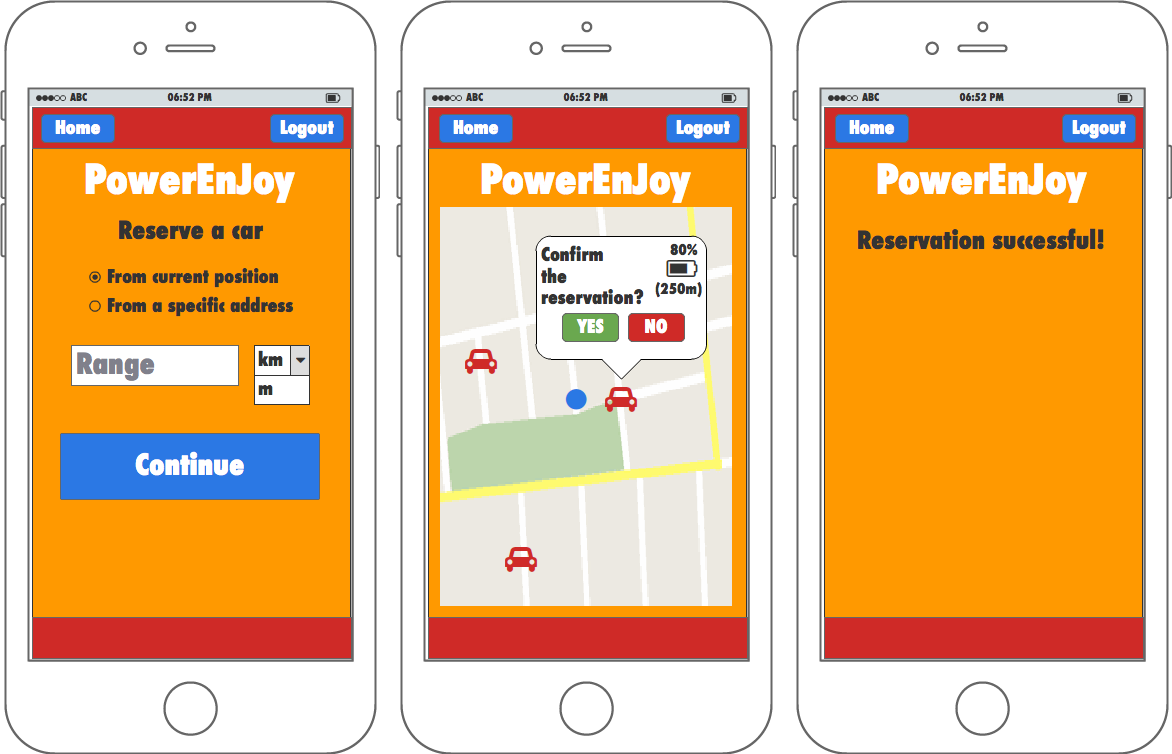 ABC 06:52 PM
Home Logout
PowerEnJoy
Reserve a car
From current position
From a specific address
Range km
m
Continue
ABC 06:52 PM
Home Logout
PowerEnJoy
Confirm 80%
the
reservation? (250m)
YES NO
ABC 06:52 PM
Home Logout
PowerEnJoy
Reservation successful!